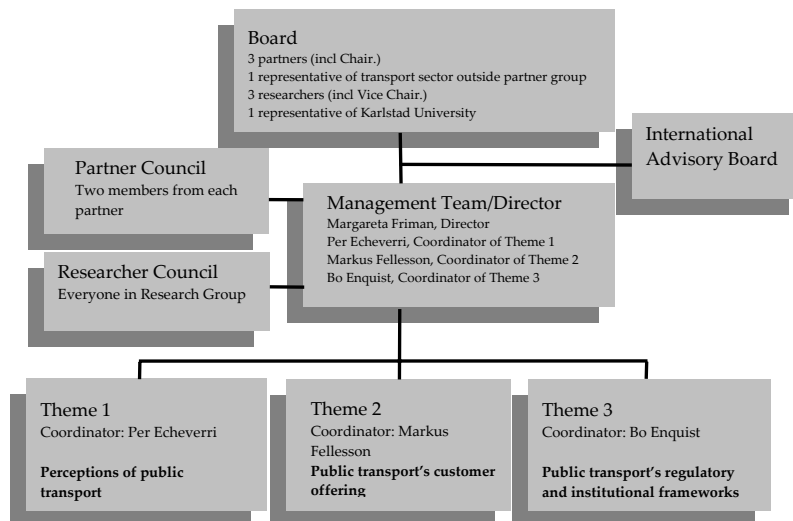 Board
3 partners (incl Chair.)
1 representative of transport sector outside partner group
3 researchers (incl Vice Chair.)
1 representative of Karlstad University
International
Advisory Board
Partner Council
Two members from each
partner
Management Team/Director
Margareta Friman, Director
Per Echeverri, Coordinator of Theme 1
Markus Fellesson, Coordinator of Theme 2
Bo Enquist, Coordinator of Theme 3
Researcher Council
Everyone in Research Group
Theme 1
Coordinator: Per Echeverri
Perceptions of public
transport
Theme 2
Coordinator: Markus
Fellesson
Public transport’s customer
offering
Theme 3
Coordinator: Bo Enquist
Public transport’s regulatory
and institutional frameworks